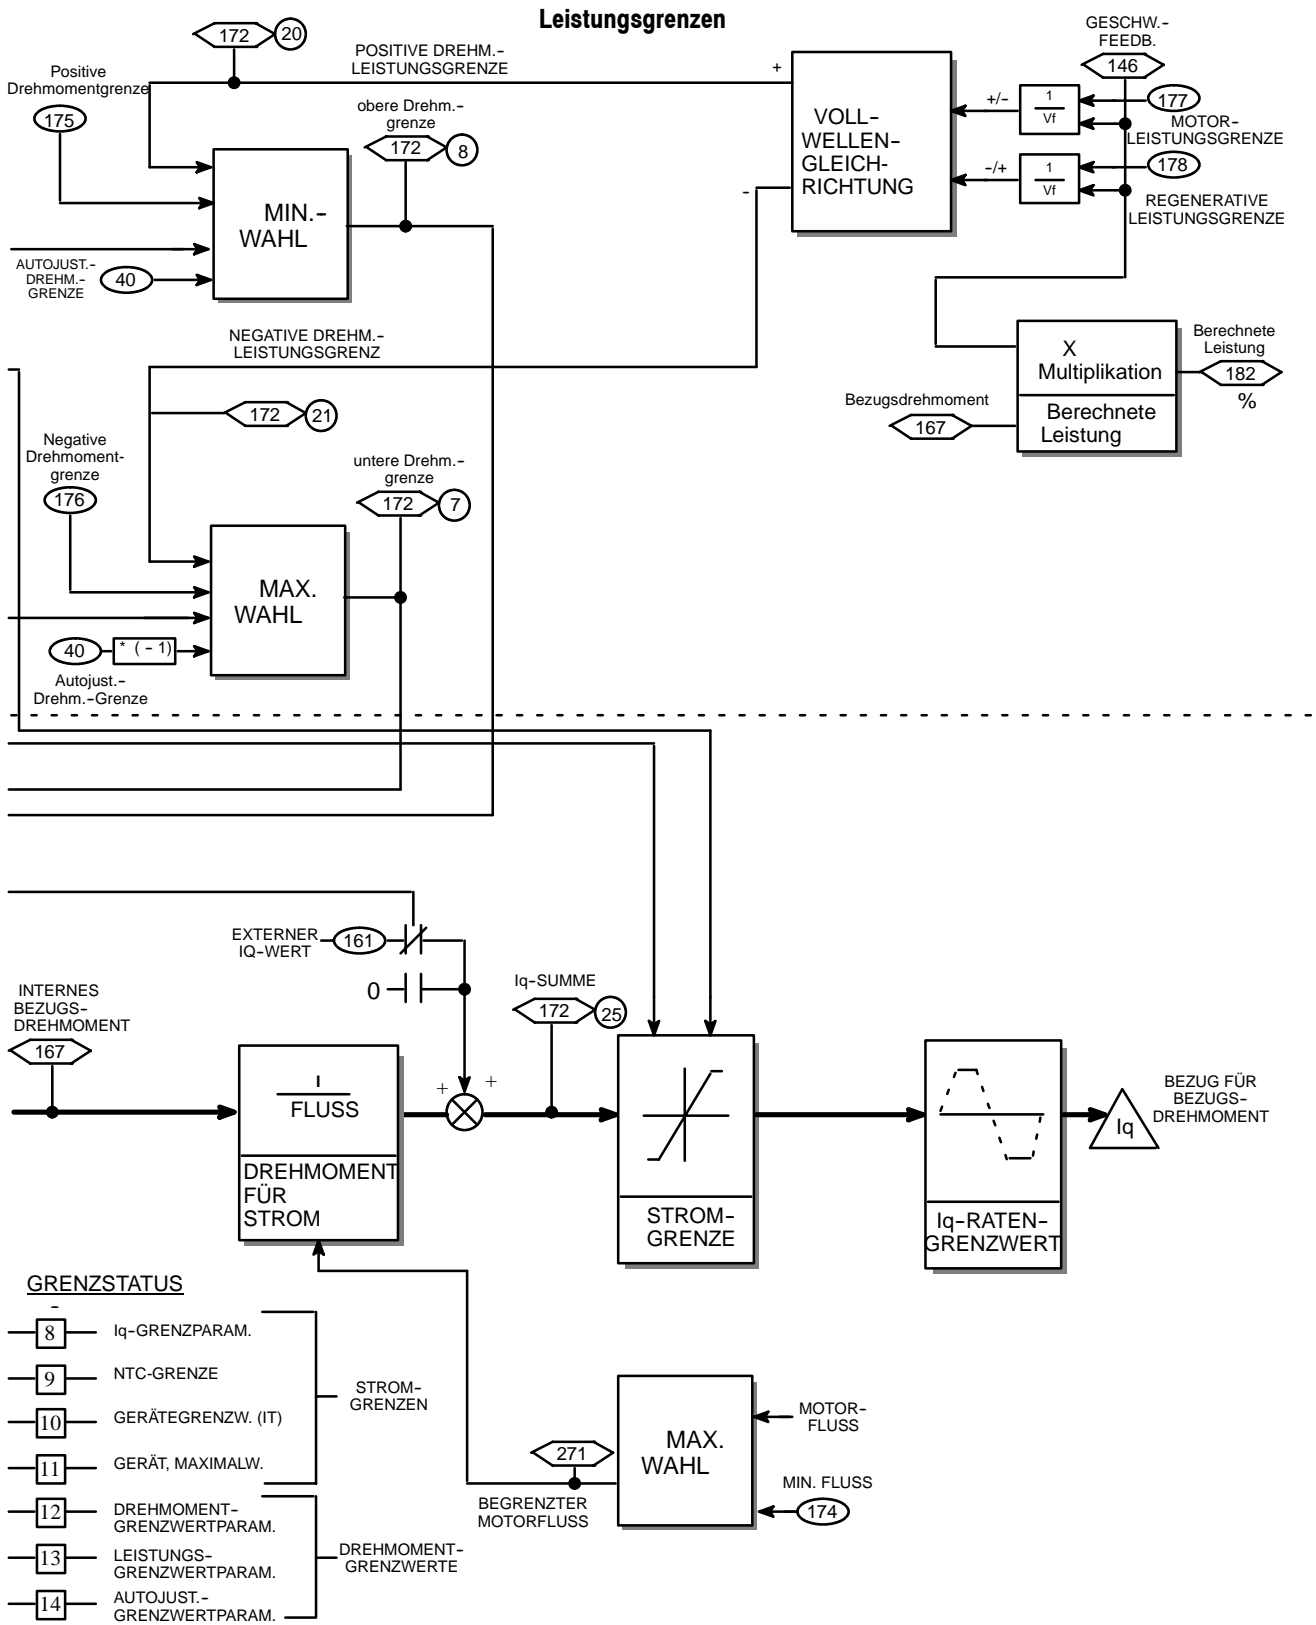 Leistungsgrenzen
172
20
POSITIVE DREHM.-
LEISTUNGSGRENZE
GESCHW.-
FEEDB.
146
Positive
Drehmomentgrenze
175
obere Drehm.-
grenze
172
8
+
-
VOLL-
WELLEN-
GLEICH-
RICHTUNG
+/-
1
Vf
177
MOTOR-
LEISTUNGSGRENZE
-/+
1
Vf
178
REGENERATIVE
LEISTUNGSGRENZE
MIN.-
WAHL
AUTOJUST.-
DREHM.-
GRENZE
40
NEGATIVE DREHM.-
LEISTUNGSGRENZ
172
21
X
Multiplikation
Berechnete
Leistung
Berechnete
Leistung
182
%
Bezugsdrehmoment
167
Negative
Drehmoment-
grenze
176
untere Drehm.-
grenze
172
7
MAX.
WAHL
40
* ( - 1)
Autojust.-
Drehm.-Grenze
EXTERNER
IQ-WERT
161
0
INTERNES
BEZUGS-
DREHMOMENT
167
Iq-SUMME
172
25
I
FLUSS
DREHMOMENT
FÜR
STROM
+
+
STROM-
GRENZE
Iq-RATEN-
GRENZWERT
Iq
BEZUG FÜR
BEZUGS-
DREHMOMENT
GRENZSTATUS
-
8
Iq-GRENZPARAM.
9
NTC-GRENZE
10
GERÄTEGRENZW. (IT)
11
GERÄT, MAXIMALW.
STROM-
GRENZEN
12
DREHMOMENT-
GRENZWERTPARAM.
13
LEISTUNGS-
GRENZWERTPARAM.
14
AUTOJUST.-
GRENZWERTPARAM.
DREHMOMENT-
GRENZWERTE
271
BEGRENZTER
MOTORFLUSS
MAX.
WAHL
MOTOR-
FLUSS
MIN. FLUSS
174